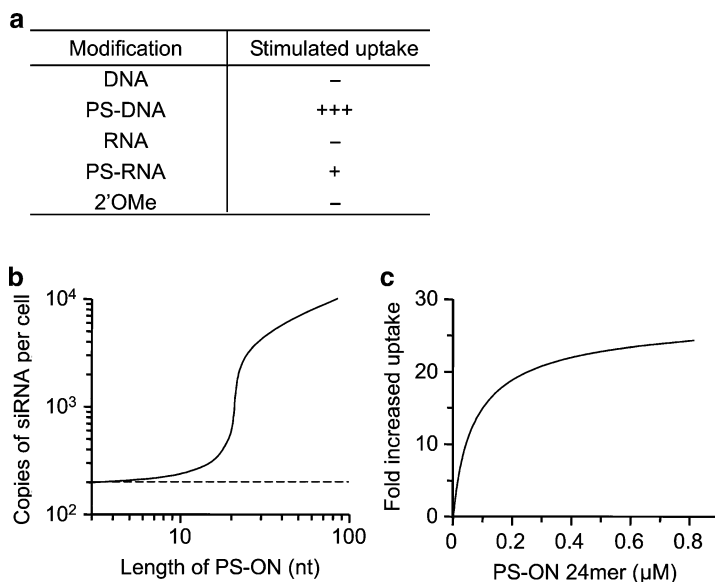 a
Modification Stimulated uptake
DNA –
PS-DNA +++
RNA –
PS-RNA +
2'OMe –
b
Copies of siRNA per cell
10⁴
10³
10²
10 100
Length of PS-ON (nt)
c
Fold increased uptake
30
20
10
0
0 0.2 0.4 0.6 0.8
PS-ON 24mer (µM)